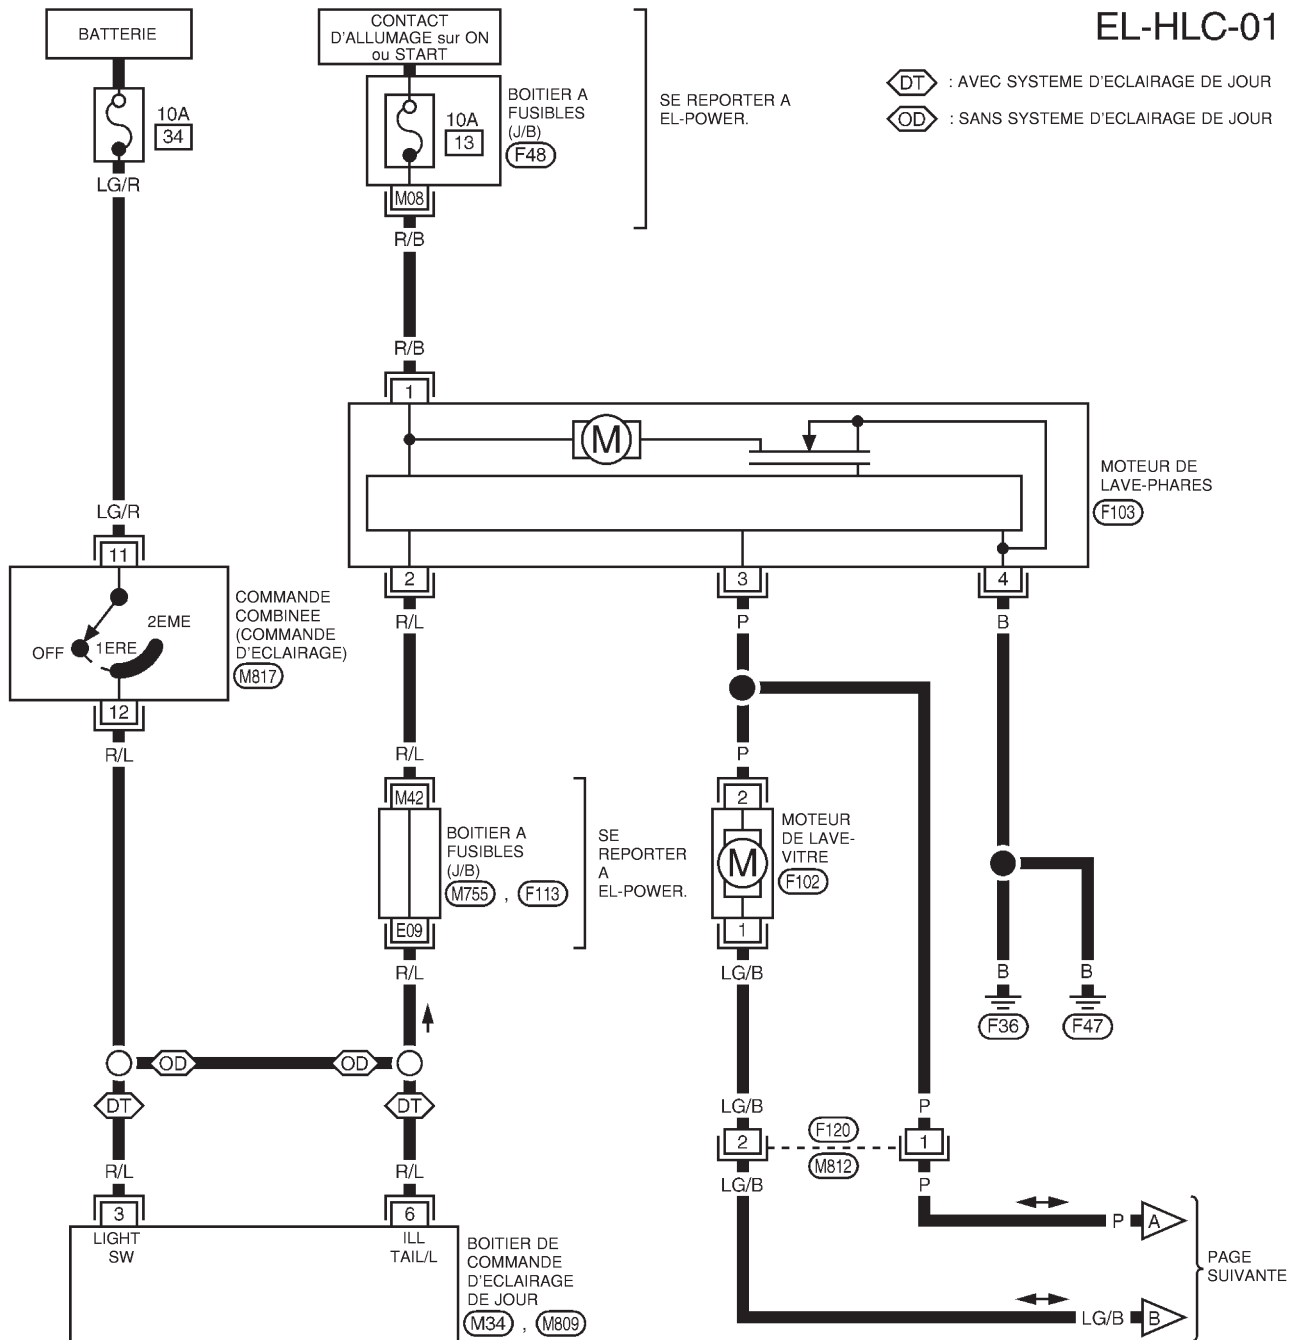 EL-HLC-01
BATTERIE
CONTACT
D'ALLUMAGE sur ON
ou START
DT : AVEC SYSTEME D'ECLAIRAGE DE JOUR
OD : SANS SYSTEME D'ECLAIRAGE DE JOUR
10A
34
10A
13
BOITIER A
FUSIBLES
(J/B)
F48
SE REPORTER A
EL-POWER.
LG/R
M08
R/B
R/B
1
M
MOTEUR DE
LAVE-PHARES
F103
LG/R
11
2
3
4
COMMANDE
COMBINEE
(COMMANDE
D'ECLAIRAGE)
M817
OFF
1ERE
2EME
R/L
P
B
12
R/L
R/L
P
M42
2
BOITIER A
FUSIBLES
(J/B)
M755 , F113
SE
REPORTER
A
EL-POWER.
MOTEUR
DE LAVE-
VITRE
F102
M
E09
1
R/L
LG/B
B
B
F36
F47
OD
OD
DT
DT
LG/B
P
2
F120
M812
1
R/L
R/L
LG/B
P
3
6
LIGHT
SW
ILL
TAIL/L
BOITIER DE
COMMANDE
D'ECLAIRAGE
DE JOUR
M34 , M809
P
A
PAGE
SUIVANTE
LG/B
B